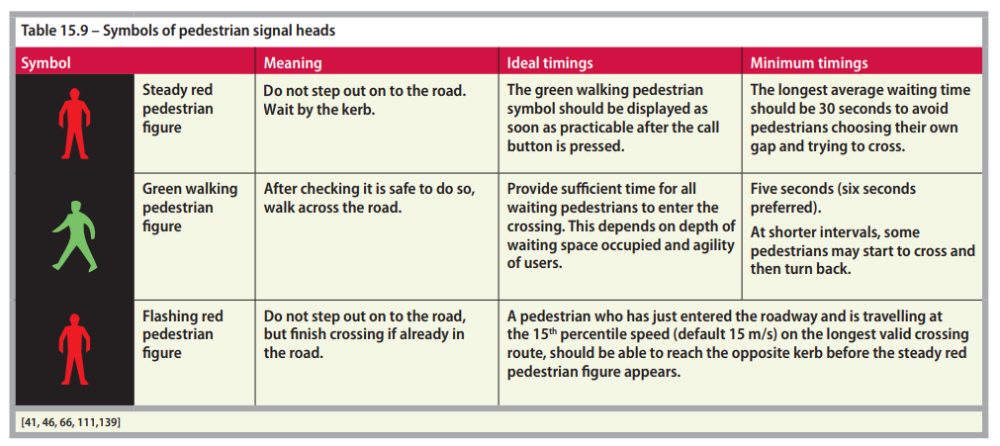 Table 15.9 – Symbols of pedestrian signal heads
Symbol
Meaning
Ideal timings
Minimum timings
Steady red
pedestrian
figure
Do not step out on to the road.
Wait by the kerb.
The green walking pedestrian
symbol should be displayed as
soon as practicable after the call
button is pressed.
The longest average waiting time
should be 30 seconds to avoid
pedestrians choosing their own
gap and trying to cross.
Green walking
pedestrian
figure
After checking it is safe to do so,
walk across the road.
Provide sufficient time for all
waiting pedestrians to enter the
crossing. This depends on depth of
waiting space occupied and agility
of users.
Five seconds (six seconds
preferred).
At shorter intervals, some
pedestrians may start to cross and
then turn back.
Flashing red
pedestrian
figure
Do not step out on to the road,
but finish crossing if already in
the road.
A pedestrian who has just entered the roadway and is travelling at
the 15th percentile speed (default 15 m/s) on the longest valid crossing
route, should be able to reach the opposite kerb before the steady red
pedestrian figure appears.
[41, 46, 66, 111,139]